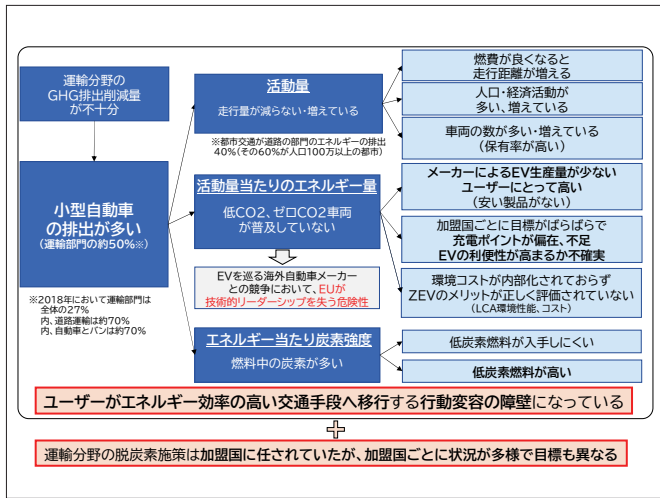 運輸分野の
GHG排出削減量
が不十分
小型自動車
の排出が多い
(運輸部門の約50%※)
※2018年において運輸部門は
全体の27%
内、道路運輸は約70%
内、自動車とバンは約70%
活動量
走行量が減らない・増えている
※都市交通が道路の部門のエネルギーの排出
40%(その60%が人口100万以上の都市)
活動量当たりのエネルギー量
低CO2、ゼロCO2車両
が普及していない
EVを巡る海外自動車メーカー
との競争において、EUが
技術的リーダーシップを失う危険性
エネルギー当たり炭素強度
燃料中の炭素が多い
燃費が良くなると
走行距離が増える
人口・経済活動が
多い、増えている
車両の数が多い・増えている
(保有率が高い)
メーカーによるEV生産量が少ない
ユーザーにとって高い
(安い製品がない)
加盟国ごとに目標がばらばらで
充電ポイントが偏在、不足
EVの利便性が高まるか不確実
環境コストが内部化されておらず
ZEVのメリットが正しく評価されていない
(LCA環境性能、コスト)
低炭素燃料が入手しにくい
低炭素燃料が高い
ユーザーがエネルギー効率の高い交通手段へ移行する行動変容の障壁になっている
+
運輸分野の脱炭素施策は加盟国に任されていたが、加盟国ごとに状況が多様で目標も異なる